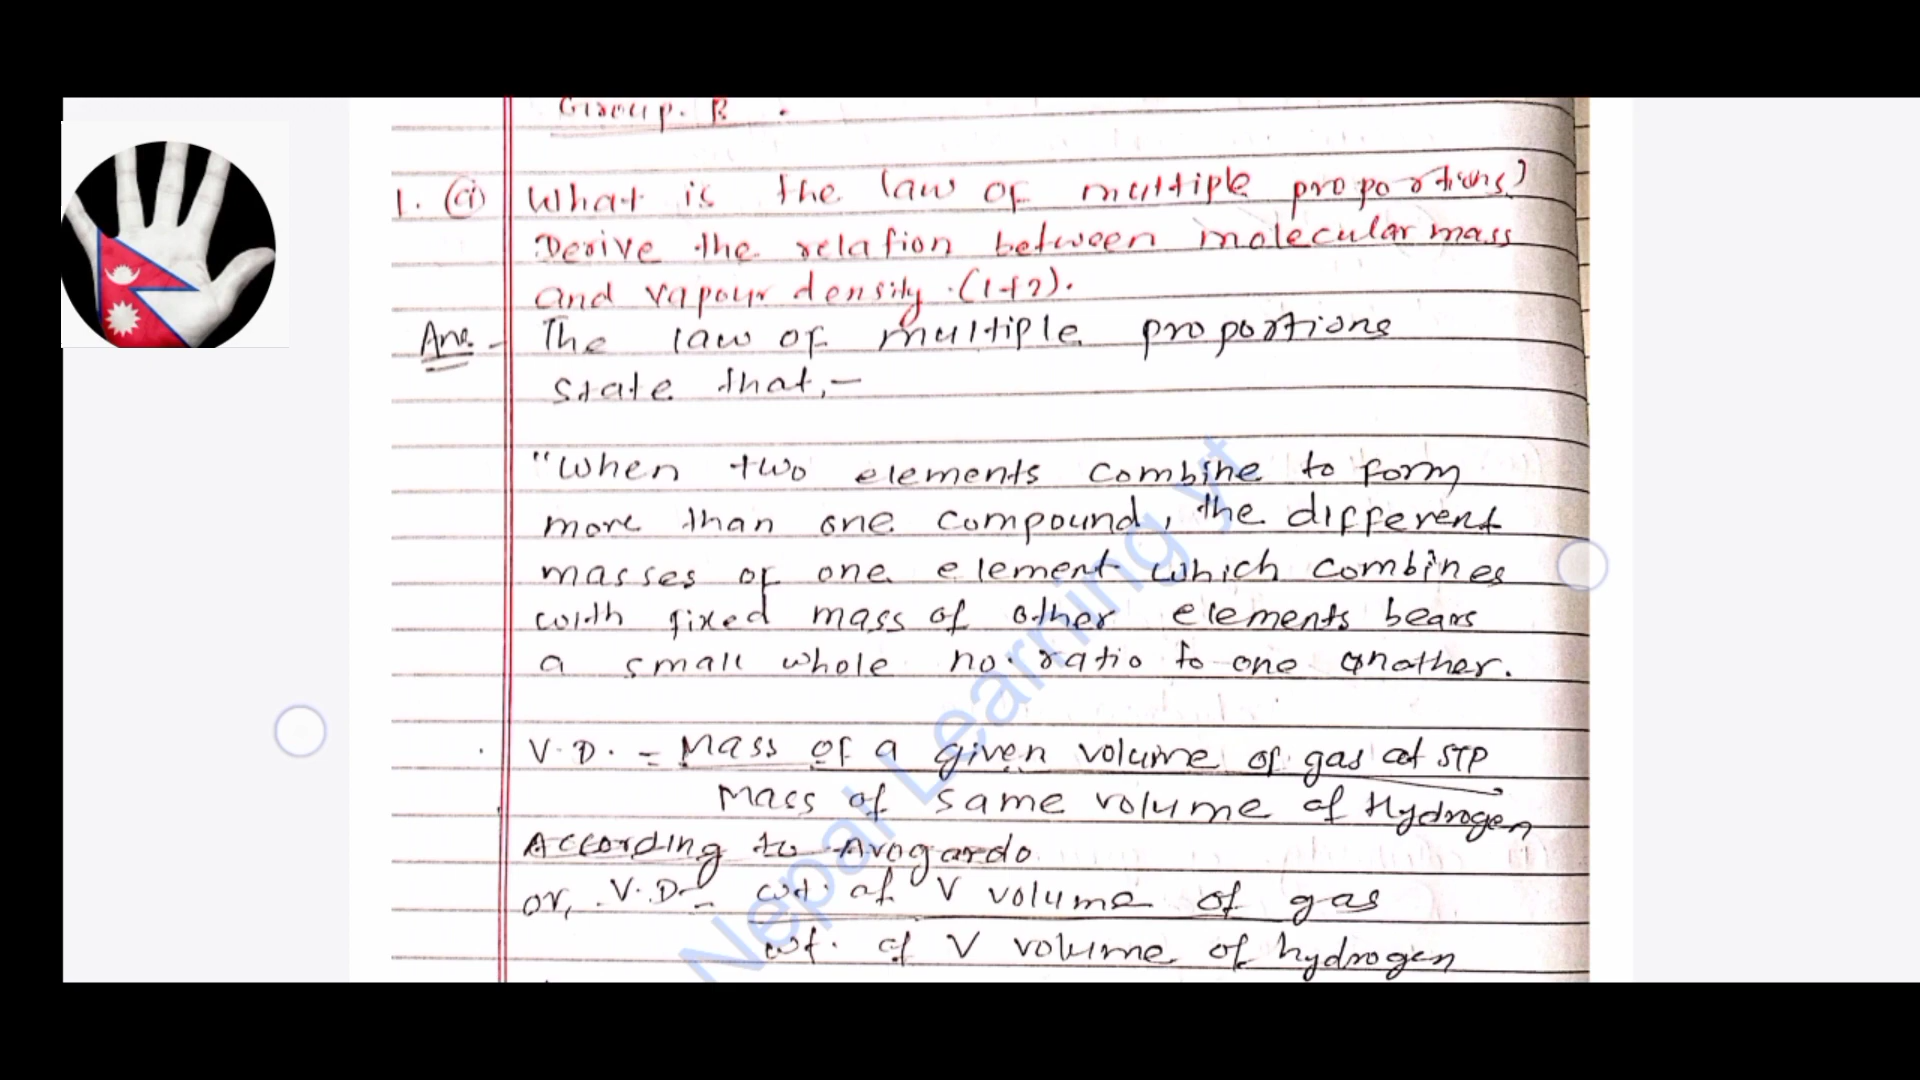 Group. B.
1. (a) What is the law of multiple proportions?
Derive the relation between molecular mass
and vapour density. (1+2).
Ans - The law of multiple proportions
state that,-
"When two elements combine to form
more than one compound, the different
masses of one element which combines
with fixed mass of other elements bears
a small whole no. ratio to one another.
V.D. = Mass of a given volume of gas at STP
Mass of same volume of Hydrogen
According to Avogardo
or, V.D = wt. of V volume of gas
wt. of V volume of hydrogen
Nepal Learning yt